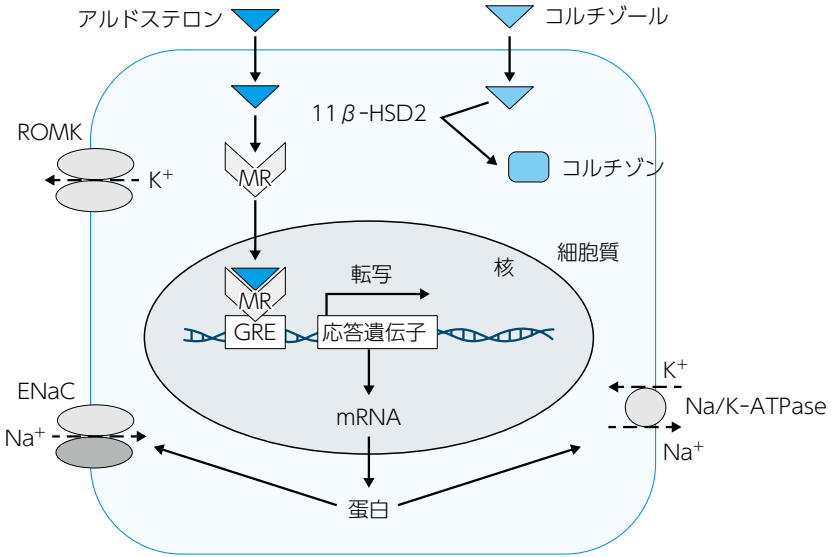 アルドステロン
コルチゾール
11β-HSD2
ROMK
K⁺
MR
コルチゾン
細胞質
核
転写
MR
GRE
応答遺伝子
ENaC
Na⁺
mRNA
K⁺
Na/K-ATPase
Na⁺
蛋白